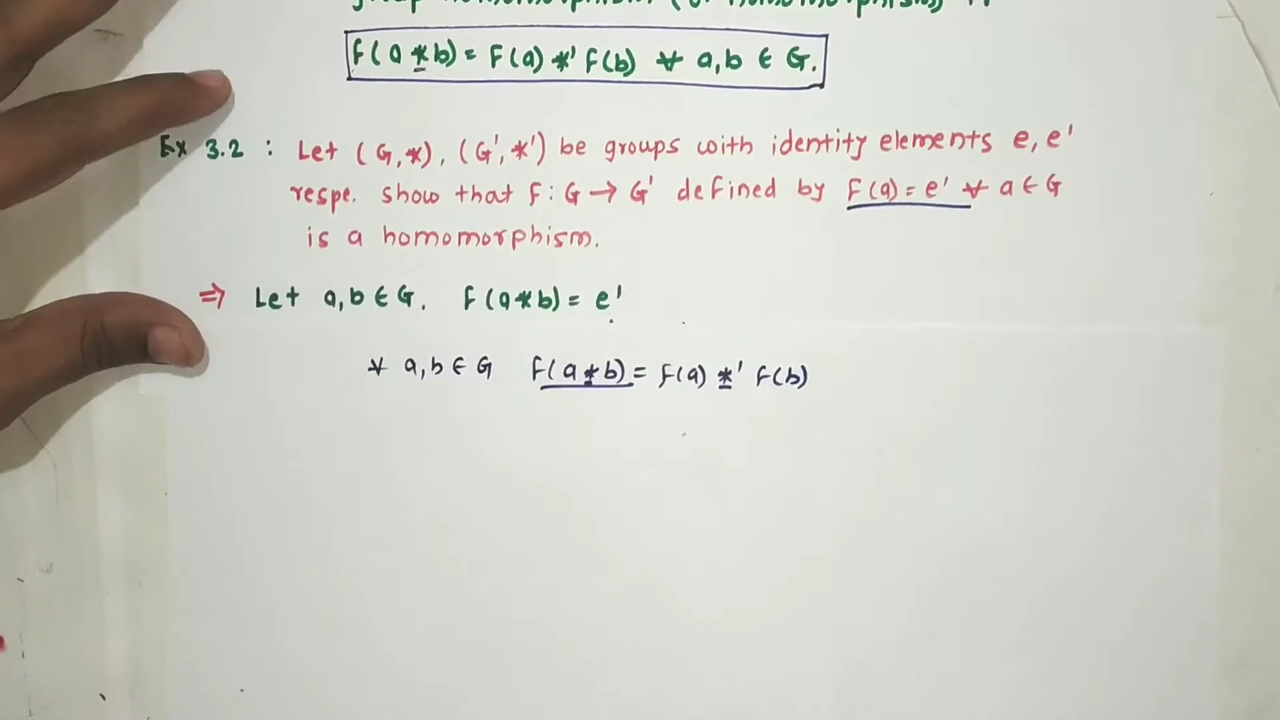 f(a * b) = f(a) *' f(b) ∀ a,b ∈ G.
Ex 3.2 : Let (G,*), (G',*') be groups with identity elements e, e'
respe. show that f : G → G' defined by f(a) = e' ∀ a ∈ G
is a homomorphism.
⇒ Let a,b ∈ G. f(a*b) = e'
∀ a,b ∈ G f(a*b) = f(a) *' f(b)